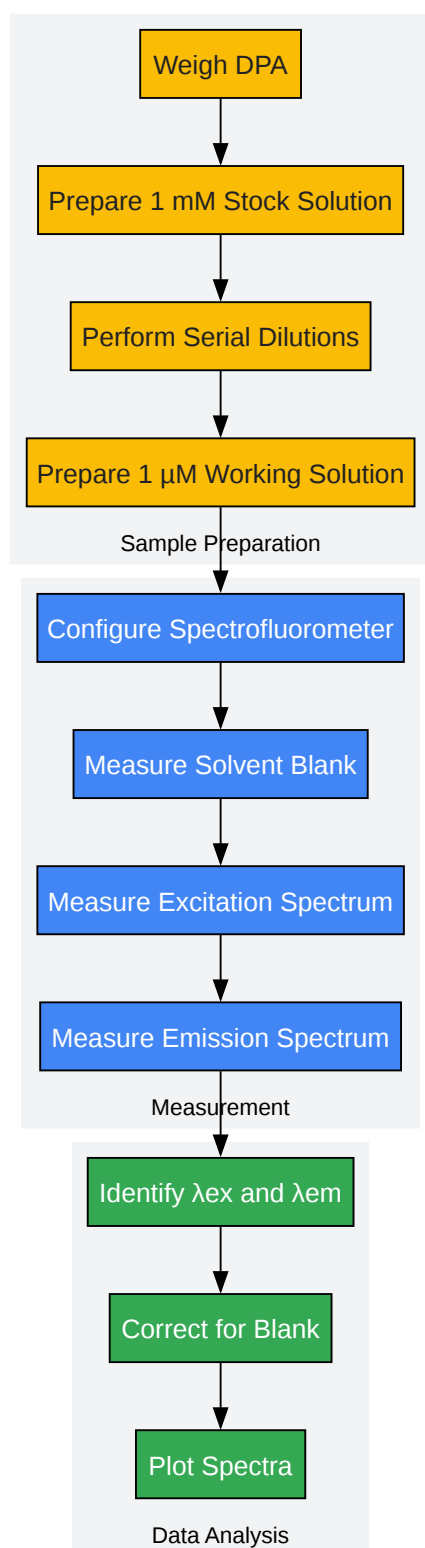 Weigh DPA
Prepare 1 mM Stock Solution
Perform Serial Dilutions
Prepare 1 µM Working Solution
Sample Preparation
Configure Spectrofluorometer
Measure Solvent Blank
Measure Excitation Spectrum
Measure Emission Spectrum
Measurement
Identify λex and λem
Correct for Blank
Plot Spectra
Data Analysis